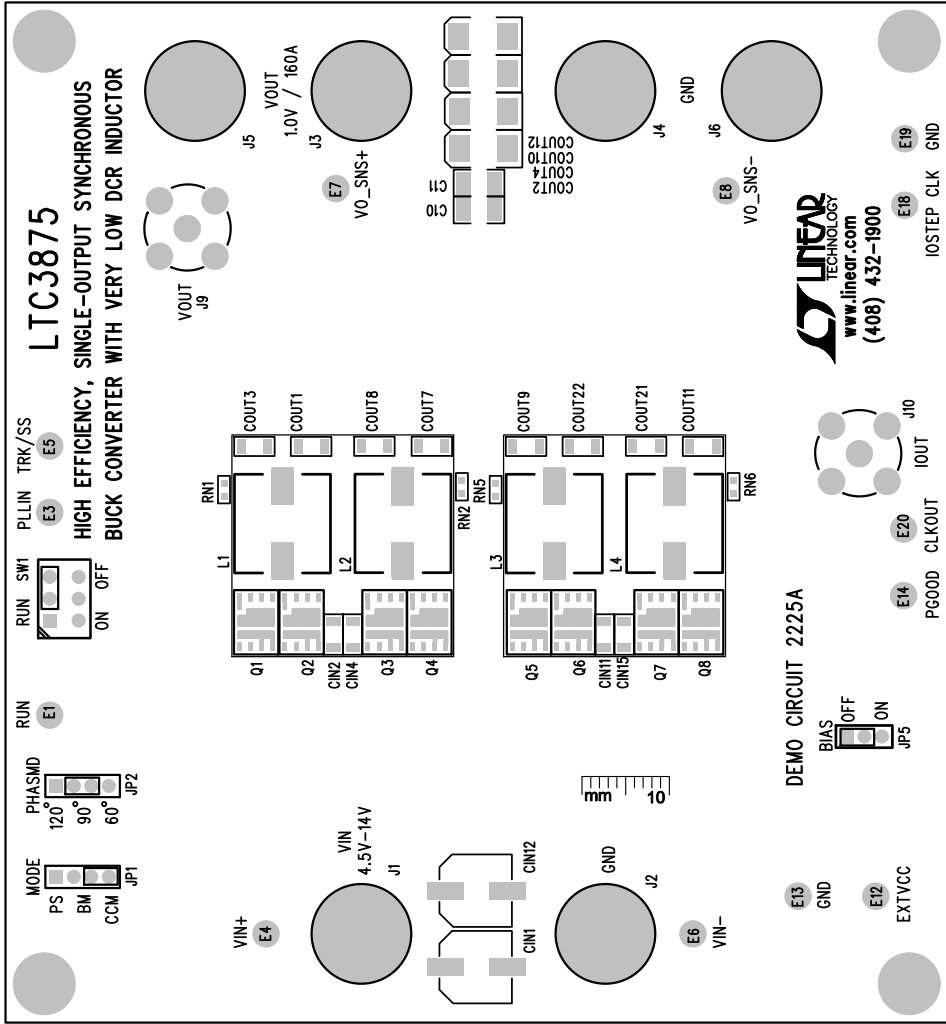 LTC3875
HIGH EFFICIENCY, SINGLE-OUTPUT SYNCHRONOUS
BUCK CONVERTER WITH VERY LOW DCR INDUCTOR
MODE
PS
BM
CCM
JP1
PHASMD
120°
90°
60°
JP2
RUN
E1
RUN SW1
ON OFF
PLLIN
E3
TRK/SS
E5
VOUT
J9
J5
VOUT
1.0V / 160A
J3
E7
VO_SNS+
C10
C11
COUT12
COUT10
COUT4
COUT2
J4
GND
J6
E8
VO_SNS-
E19
GND
E18
IOSTEP CLK
LINEAR
TECHNOLOGY
www.linear.com
(408) 432-1900
COUT3
COUT1
COUT8
COUT7
COUT9
COUT22
COUT21
COUT11
RN1
RN2
RN5
RN6
L1
L2
L3
L4
Q1
Q2
CIN2
CIN4
Q3
Q4
Q5
Q6
CIN11
CIN15
Q7
Q8
J10
IOUT
E20
CLKOUT
E14
PGOOD
DEMO CIRCUIT 2225A
BIAS
OFF
ON
JP5
mm 10
VIN
4.5V-14V
J1
VIN+
E4
CIN12
CIN1
GND
J2
E6
VIN-
E13
GND
E12
EXTVCC